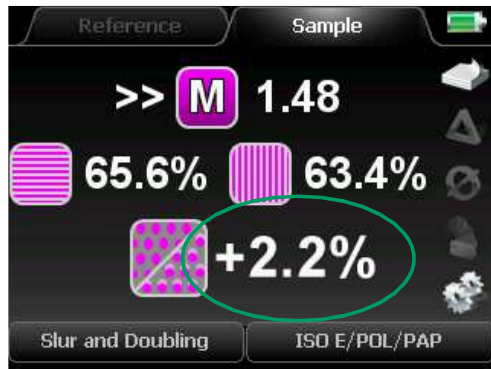 Reference Sample
>> M 1.48
65.6% 63.4%
+2.2%
Slur and Doubling ISO E/POL/PAP